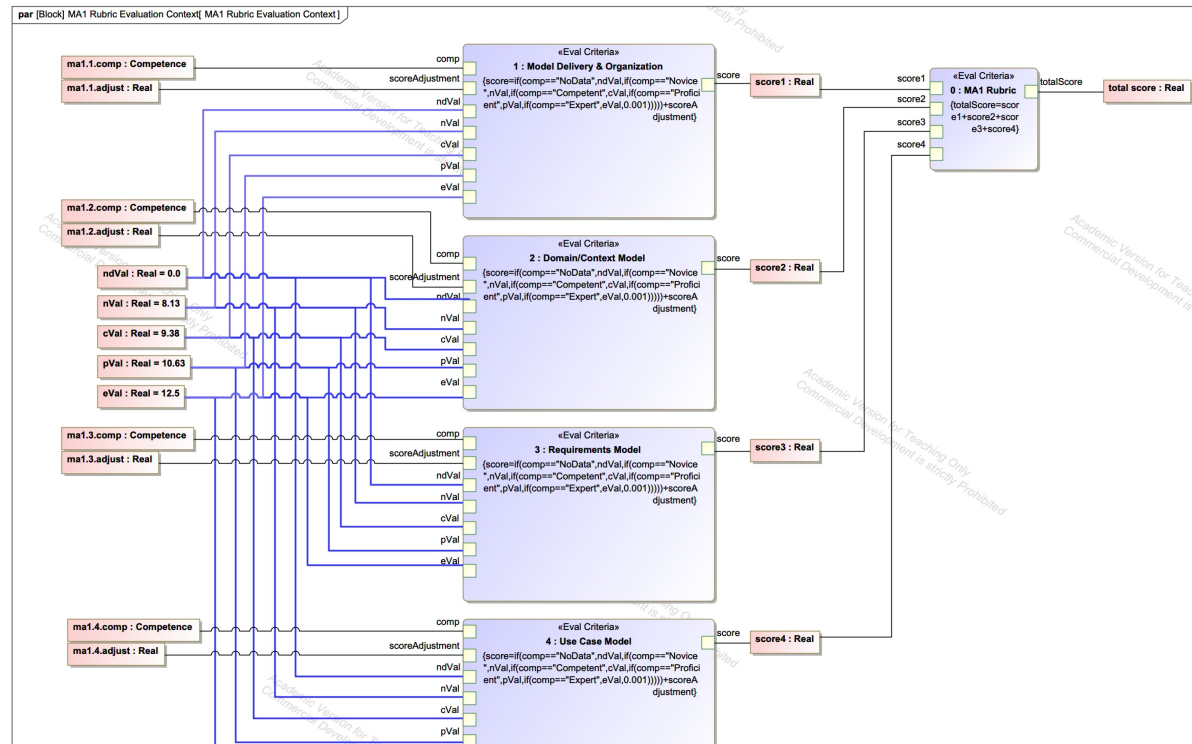 par [Block] MA1 Rubric Evaluation Context[ MA1 Rubric Evaluation Context ]
ma1.1.comp : Competence
ma1.1.adjust : Real
comp
scoreAdjustment
ndVal
nVal
cVal
pVal
eVal
«Eval Criteria»
1 : Model Delivery & Organization
{score=if(comp=="NoData",ndVal,if(comp=="Novice
",nVal,if(comp=="Competent",cVal,if(comp=="Profici
ent",pVal,if(comp=="Expert",eVal,0.001)))))+scoreA
djustment}
score
score1 : Real
score1
score2
score3
score4
«Eval Criteria»
0 : MA1 Rubric
{totalScore=scor
e1+score2+scor
e3+score4}
totalScore
total score : Real
ma1.2.comp : Competence
ma1.2.adjust : Real
ndVal : Real = 0.0
nVal : Real = 8.13
cVal : Real = 9.38
pVal : Real = 10.63
eVal : Real = 12.5
comp
scoreAdjustment
ndVal
nVal
cVal
pVal
eVal
«Eval Criteria»
2 : Domain/Context Model
{score=if(comp=="NoData",ndVal,if(comp=="Novice
",nVal,if(comp=="Competent",cVal,if(comp=="Profici
ent",pVal,if(comp=="Expert",eVal,0.001)))))+scoreA
djustment}
score
score2 : Real
ma1.3.comp : Competence
ma1.3.adjust : Real
comp
scoreAdjustment
ndVal
nVal
cVal
pVal
eVal
«Eval Criteria»
3 : Requirements Model
{score=if(comp=="NoData",ndVal,if(comp=="Novice
",nVal,if(comp=="Competent",cVal,if(comp=="Profici
ent",pVal,if(comp=="Expert",eVal,0.001)))))+scoreA
djustment}
score
score3 : Real
ma1.4.comp : Competence
ma1.4.adjust : Real
comp
scoreAdjustment
ndVal
nVal
cVal
pVal
«Eval Criteria»
4 : Use Case Model
{score=if(comp=="NoData",ndVal,if(comp=="Novice
",nVal,if(comp=="Competent",cVal,if(comp=="Profici
ent",pVal,if(comp=="Expert",eVal,0.001)))))+scoreA
djustment}
score
score4 : Real
Academic Version for Teaching Only
Commercial Development is strictly Prohibited